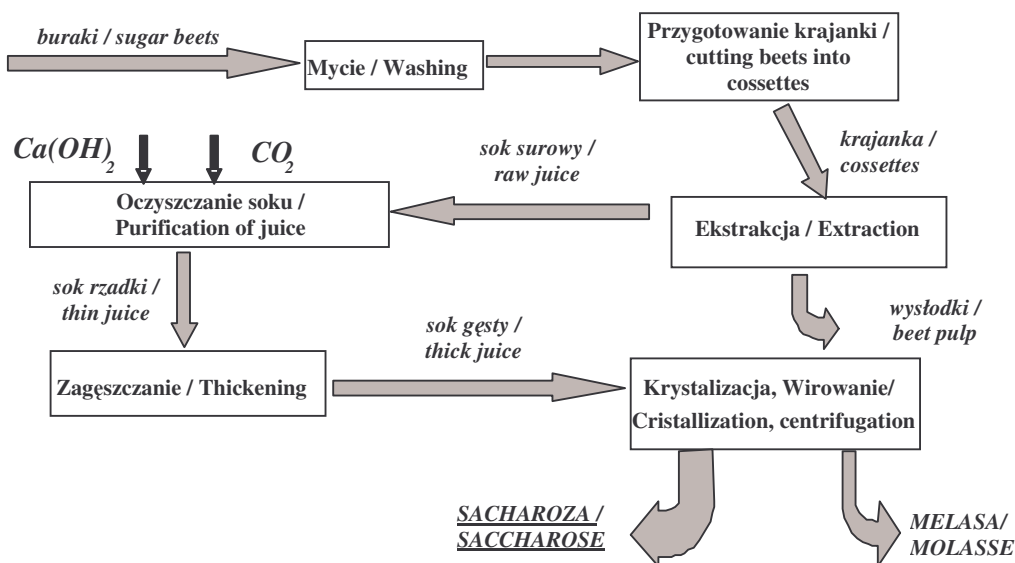 buraki / sugar beets
Mycie / Washing
Przygotowanie krajanki /
cutting beets into
cossettes
krajanka /
cossettes
Ekstrakcja / Extraction
wysłodki /
beet pulp
sok surowy /
raw juice
Ca(OH)2
CO2
Oczyszczanie soku /
Purification of juice
sok rzadki /
thin juice
Zagęszczanie / Thickening
sok gęsty /
thick juice
Krystalizacja, Wirowanie/
Cristallization, centrifugation
SACHAROZA /
SACCHAROSE
MELASA/
MOLASSE